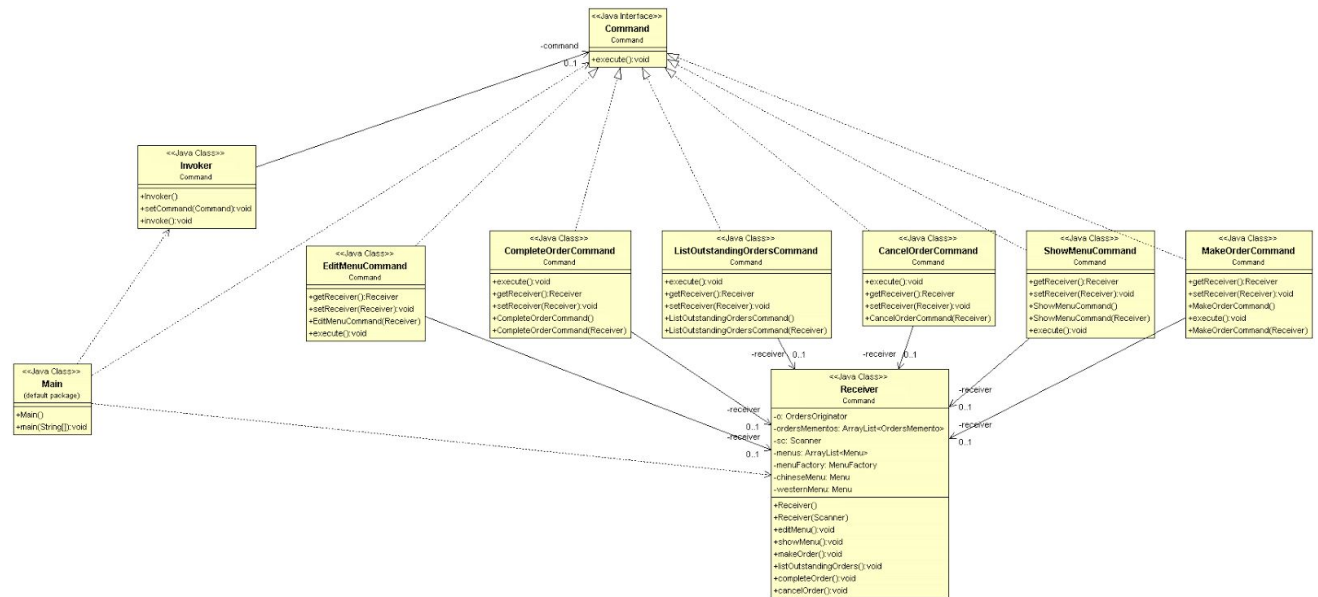 <<Java Interface>>
Command
Command
+execute():void
-command
0..1
<<Java Class>>
Invoker
Command
+Invoker()
+setCommand(Command):void
+invoke():void
<<Java Class>>
EditMenuCommand
Command
+getReceiver():Receiver
+setReceiver(Receiver):void
+EditMenuCommand(Receiver)
+execute():void
<<Java Class>>
CompleteOrderCommand
Command
+execute():void
+getReceiver():Receiver
+setReceiver(Receiver):void
+CompleteOrderCommand()
+CompleteOrderCommand(Receiver)
<<Java Class>>
ListOutstandingOrdersCommand
Command
+execute():void
+getReceiver():Receiver
+setReceiver(Receiver):void
+ListOutstandingOrdersCommand()
+ListOutstandingOrdersCommand(Receiver)
<<Java Class>>
CancelOrderCommand
Command
+execute():void
+getReceiver():Receiver
+setReceiver(Receiver):void
+CancelOrderCommand(Receiver)
<<Java Class>>
ShowMenuCommand
Command
+getReceiver():Receiver
+setReceiver(Receiver):void
+ShowMenuCommand()
+ShowMenuCommand(Receiver)
+execute():void
<<Java Class>>
MakeOrderCommand
Command
+getReceiver():Receiver
+setReceiver(Receiver):void
+MakeOrderCommand()
+execute():void
+MakeOrderCommand(Receiver)
<<Java Class>>
Main
(default package)
+Main()
+main(String[]):void
-receiver 0..1
-receiver 0..1
-receiver
0..1
-receiver
0..1
-receiver
0..1
-receiver
0..1
<<Java Class>>
Receiver
Command
-o: OrdersOriginator
-ordersMementos: ArrayList<OrdersMemento>
-sc: Scanner
-menus: ArrayList<Menu>
-menuFactory: MenuFactory
-chineseMenu: Menu
-westernMenu: Menu
+Receiver()
+Receiver(Scanner)
+editMenu():void
+showMenu():void
+makeOrder():void
+listOutstandingOrders():void
+completeOrder():void
+cancelOrder():void